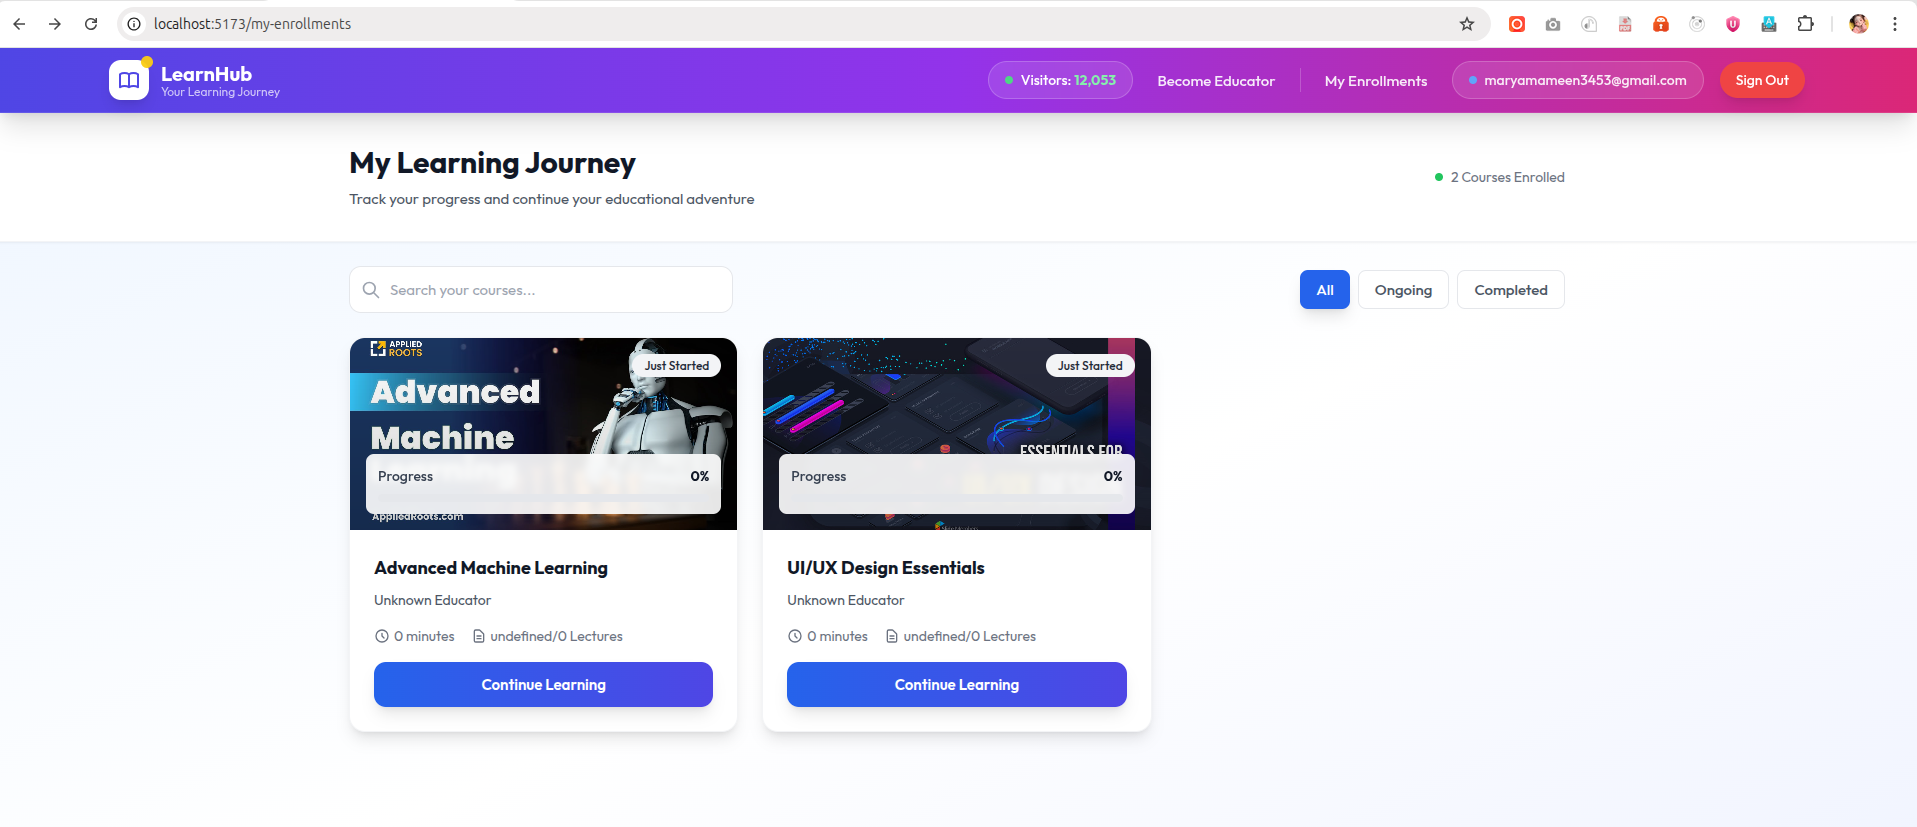 localhost:5173/my-enrollments
LearnHub
Your Learning Journey
Visitors: 12,053
Become Educator
My Enrollments
maryamameen3453@gmail.com
Sign Out
My Learning Journey
Track your progress and continue your educational adventure
2 Courses Enrolled
Search your courses...
All
Ongoing
Completed
APPLIED
ROOTS
Just Started
Advanced
Machine
Progress
0%
AppliedRoots.com
Advanced Machine Learning
Unknown Educator
0 minutes
undefined/0 Lectures
Continue Learning
Just Started
ESSENTIALS FOR
Progress
0%
UI/UX Design Essentials
Unknown Educator
0 minutes
undefined/0 Lectures
Continue Learning